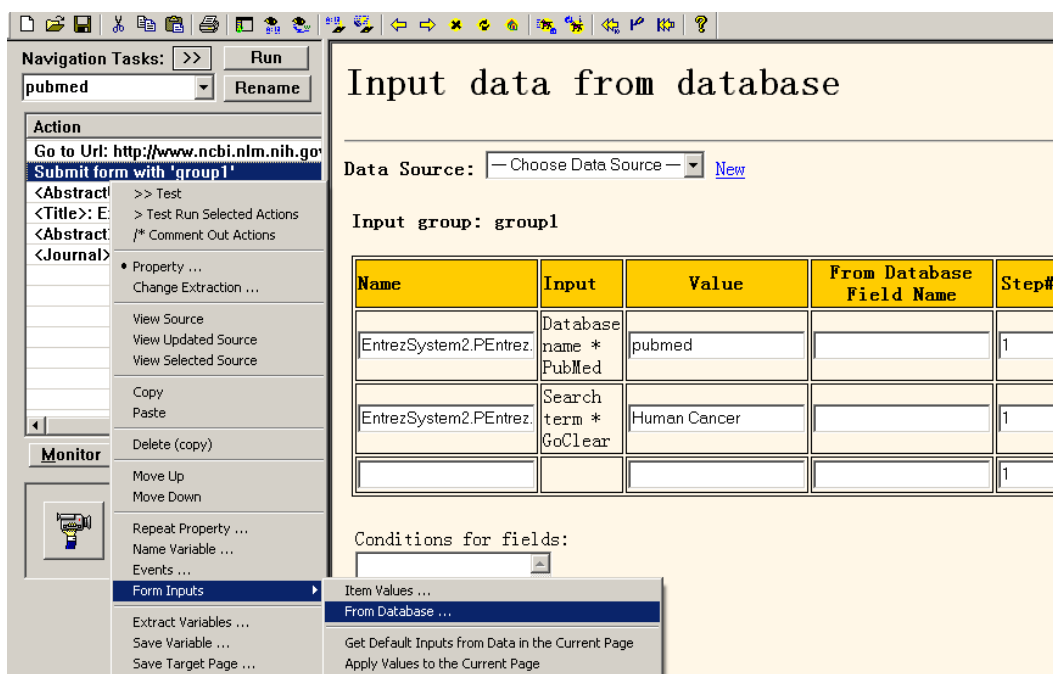 Navigation Tasks: >> Run
pubmed Rename
Action
Go to Url: http://www.ncbi.nlm.nih.go
Submit form with 'group1'
<Abstract
<Title>: E
<Abstract
<Journal>
Monitor
>> Test
> Test Run Selected Actions
/* Comment Out Actions
• Property ...
Change Extraction ...
View Source
View Updated Source
View Selected Source
Copy
Paste
Delete (copy)
Move Up
Move Down
Repeat Property ...
Name Variable ...
Events ...
Form Inputs
Extract Variables ...
Save Variable ...
Save Target Page ...
Item Values ...
From Database ...
Get Default Inputs from Data in the Current Page
Apply Values to the Current Page
Input data from database
Data Source: — Choose Data Source — New
Input group: group1
Name Input Value From Database Field Name Step#
EntrezSystem2.PEntrez. Database name * PubMed pubmed 1
EntrezSystem2.PEntrez. Search term * GoClear Human Cancer 1
1
Conditions for fields: